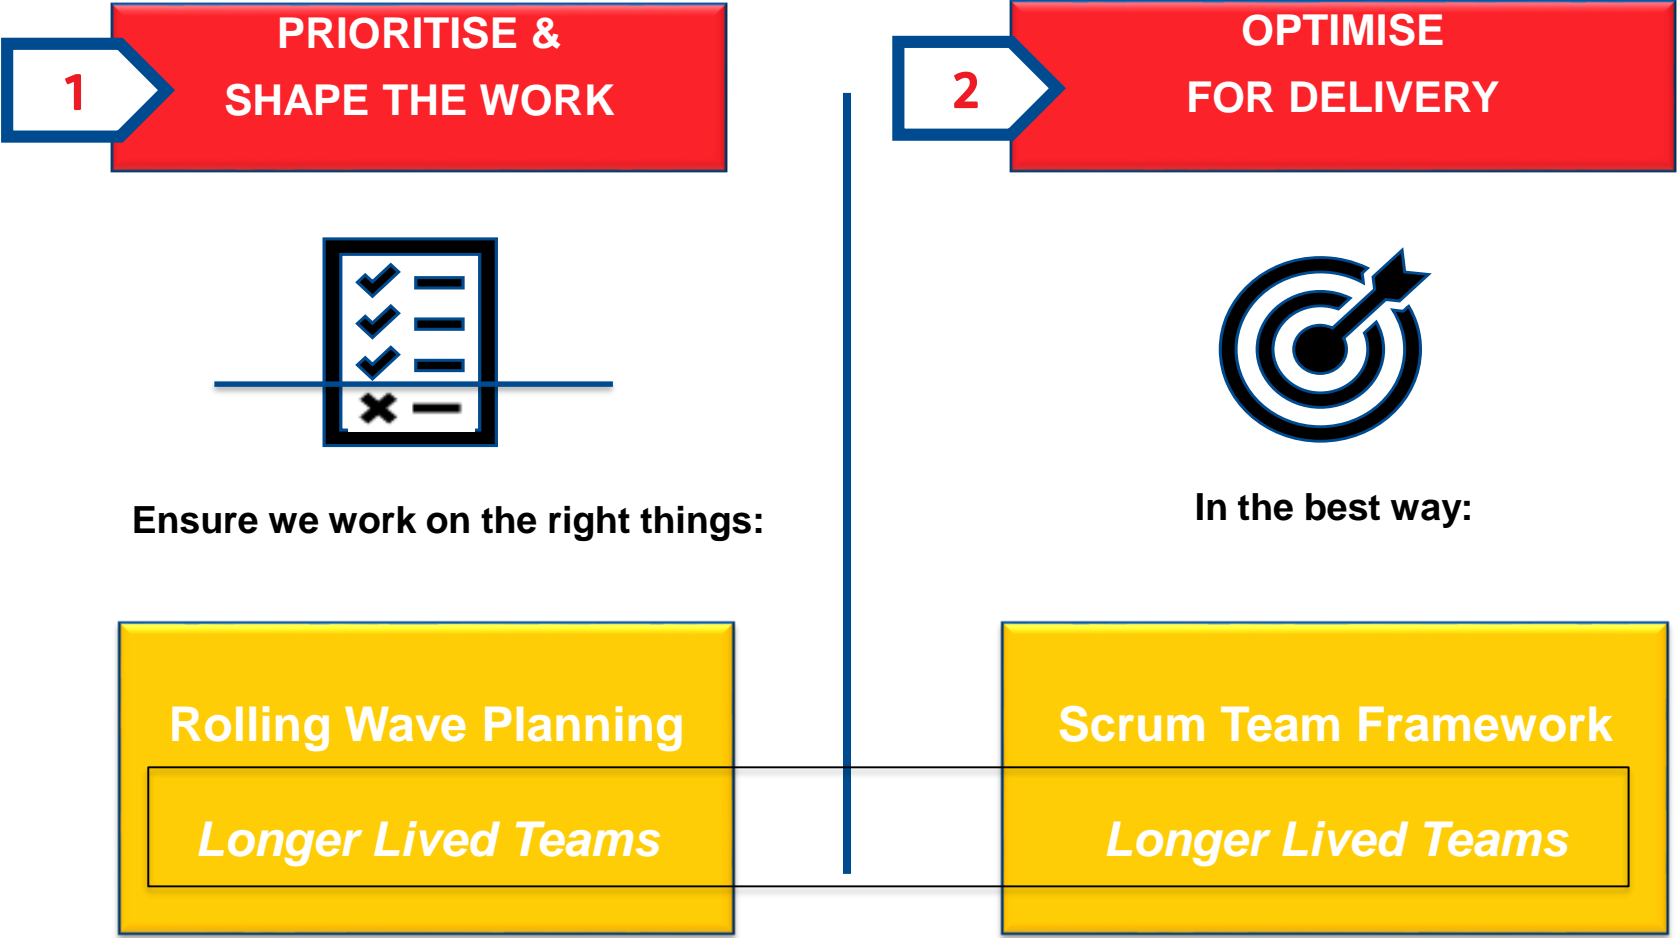 1
PRIORITISE &
SHAPE THE WORK
Ensure we work on the right things:
Rolling Wave Planning
Longer Lived Teams
2
OPTIMISE
FOR DELIVERY
In the best way:
Scrum Team Framework
Longer Lived Teams